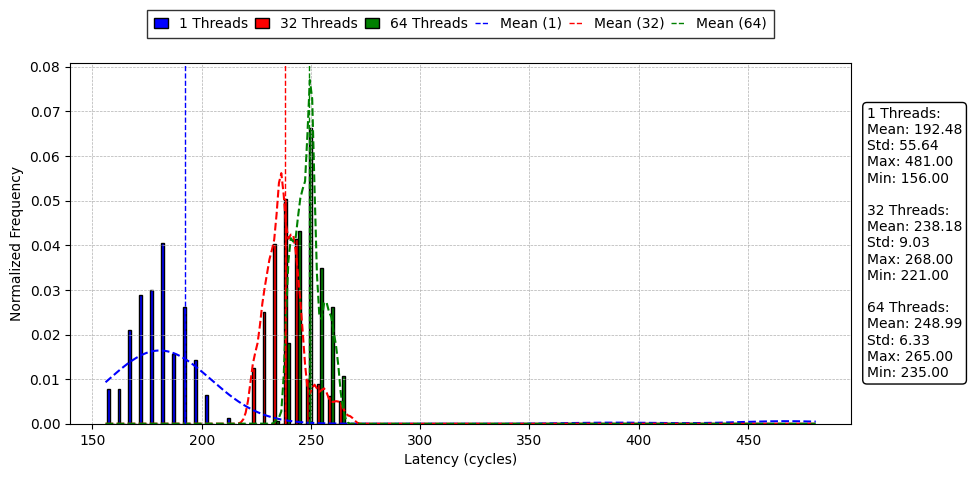 1 Threads 32 Threads 64 Threads Mean (1) Mean (32) Mean (64)
Normalized Frequency
0.08
0.07
0.06
0.05
0.04
0.03
0.02
0.01
0.00
150 200 250 300 350 400 450
Latency (cycles)
1 Threads:
Mean: 192.48
Std: 55.64
Max: 481.00
Min: 156.00
32 Threads:
Mean: 238.18
Std: 9.03
Max: 268.00
Min: 221.00
64 Threads:
Mean: 248.99
Std: 6.33
Max: 265.00
Min: 235.00